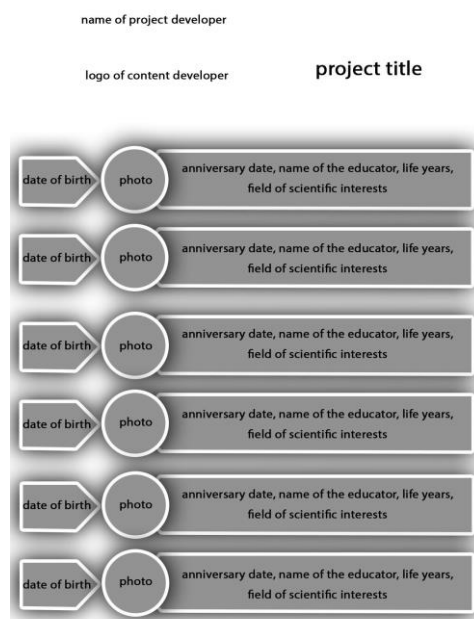 name of project developer
logo of content developer
project title
date of birth
photo
anniversary date, name of the educator, life years,
field of scientific interests
date of birth
photo
anniversary date, name of the educator, life years,
field of scientific interests
date of birth
photo
anniversary date, name of the educator, life years,
field of scientific interests
date of birth
photo
anniversary date, name of the educator, life years,
field of scientific interests
date of birth
photo
anniversary date, name of the educator, life years,
field of scientific interests
date of birth
photo
anniversary date, name of the educator, life years,
field of scientific interests